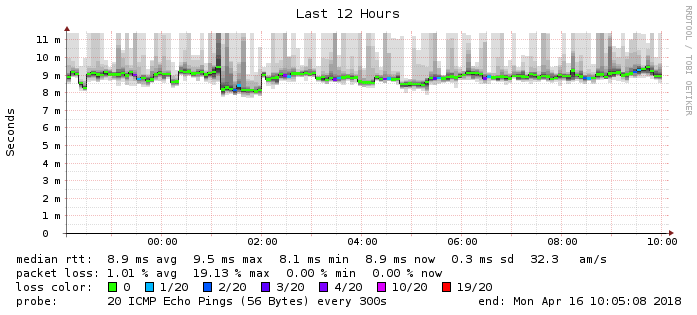 Last 12 Hours
RRDTOOL / TOBI OETIKER
Seconds
11 m
10 m
9 m
8 m
7 m
6 m
5 m
4 m
3 m
2 m
1 m
0
00:00 02:00 04:00 06:00 08:00 10:00
median rtt: 8.9 ms avg 9.5 ms max 8.1 ms min 8.9 ms now 0.3 ms sd 32.3 am/s
packet loss: 1.01 % avg 19.13 % max 0.00 % min 0.00 % now
loss color: 0 1/20 2/20 3/20 4/20 10/20 19/20
probe: 20 ICMP Echo Pings (56 Bytes) every 300s end: Mon Apr 16 10:05:08 2018